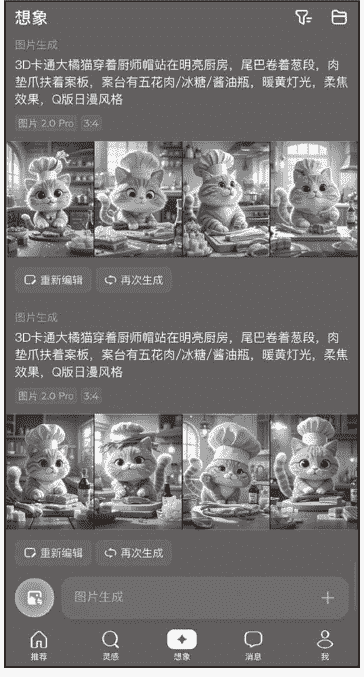 想象
图片生成
3D卡通大橘猫穿着厨师帽站在明亮厨房，尾巴卷着葱段，肉
垫爪扶着案板，案台有五花肉/冰糖/酱油瓶，暖黄灯光，柔焦
效果，Q版日漫风格
图片 2.0 Pro 3:4
重新编辑 再次生成
图片生成
3D卡通大橘猫穿着厨师帽站在明亮厨房，尾巴卷着葱段，肉
垫爪扶着案板，案台有五花肉/冰糖/酱油瓶，暖黄灯光，柔焦
效果，Q版日漫风格
图片 2.0 Pro 3:4
重新编辑 再次生成
图片生成
推荐 灵感 想象 消息 我